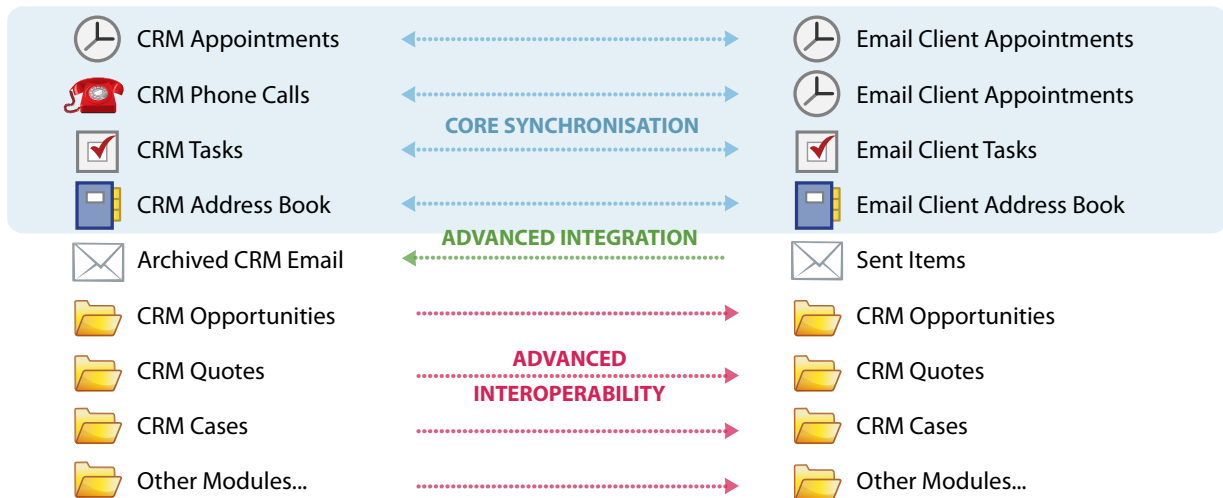 CRM Appointments
Email Client Appointments
CRM Phone Calls
Email Client Appointments
CORE SYNCHRONISATION
CRM Tasks
Email Client Tasks
CRM Address Book
Email Client Address Book
ADVANCED INTEGRATION
Archived CRM Email
Sent Items
CRM Opportunities
CRM Opportunities
ADVANCED
CRM Quotes
CRM Quotes
INTEROPERABILITY
CRM Cases
CRM Cases
Other Modules...
Other Modules...